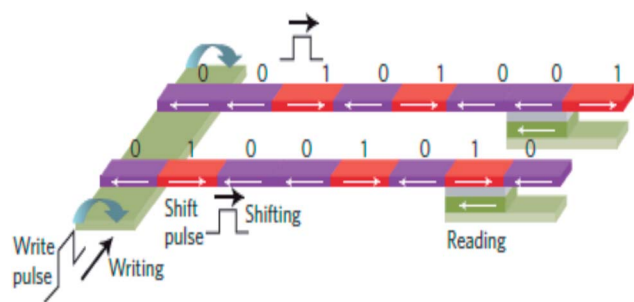 0 0 1 0 1 0 0 1
0 1 0 0 1 0 1 0
Shift
pulse
Shifting
Write
pulse
Writing
Reading